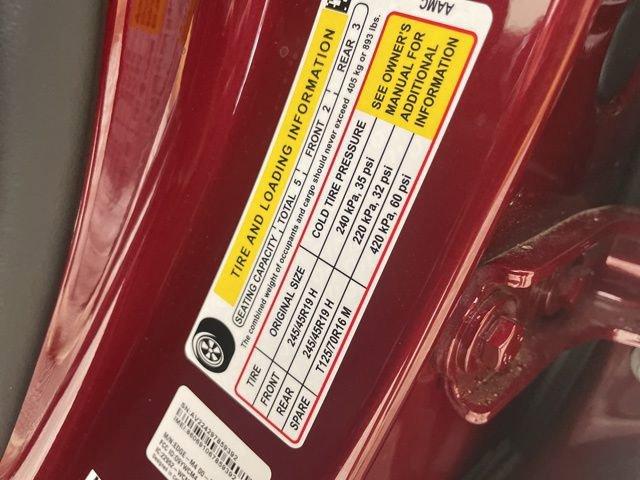 AAMC
TIRE AND LOADING INFORMATION
SEATING CAPACITY TOTAL 5 FRONT 2 REAR 3
The combined weight of occupants and cargo should never exceed 405 kg or 893 lbs.
TIRE ORIGINAL SIZE COLD TIRE PRESSURE
FRONT 245/45R19 H 240 kPa, 35 psi
REAR 245/45R19 H 220 kPa, 32 psi
SPARE T125/70R16 M 420 kPa, 60 psi
SEE OWNER'S
MANUAL FOR
ADDITIONAL
INFORMATION